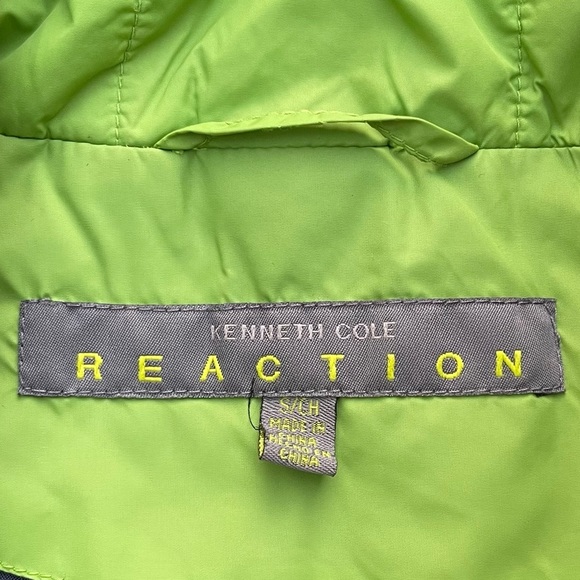 KENNETH COLE
REACTION
S/CH
MADE IN
CHINA